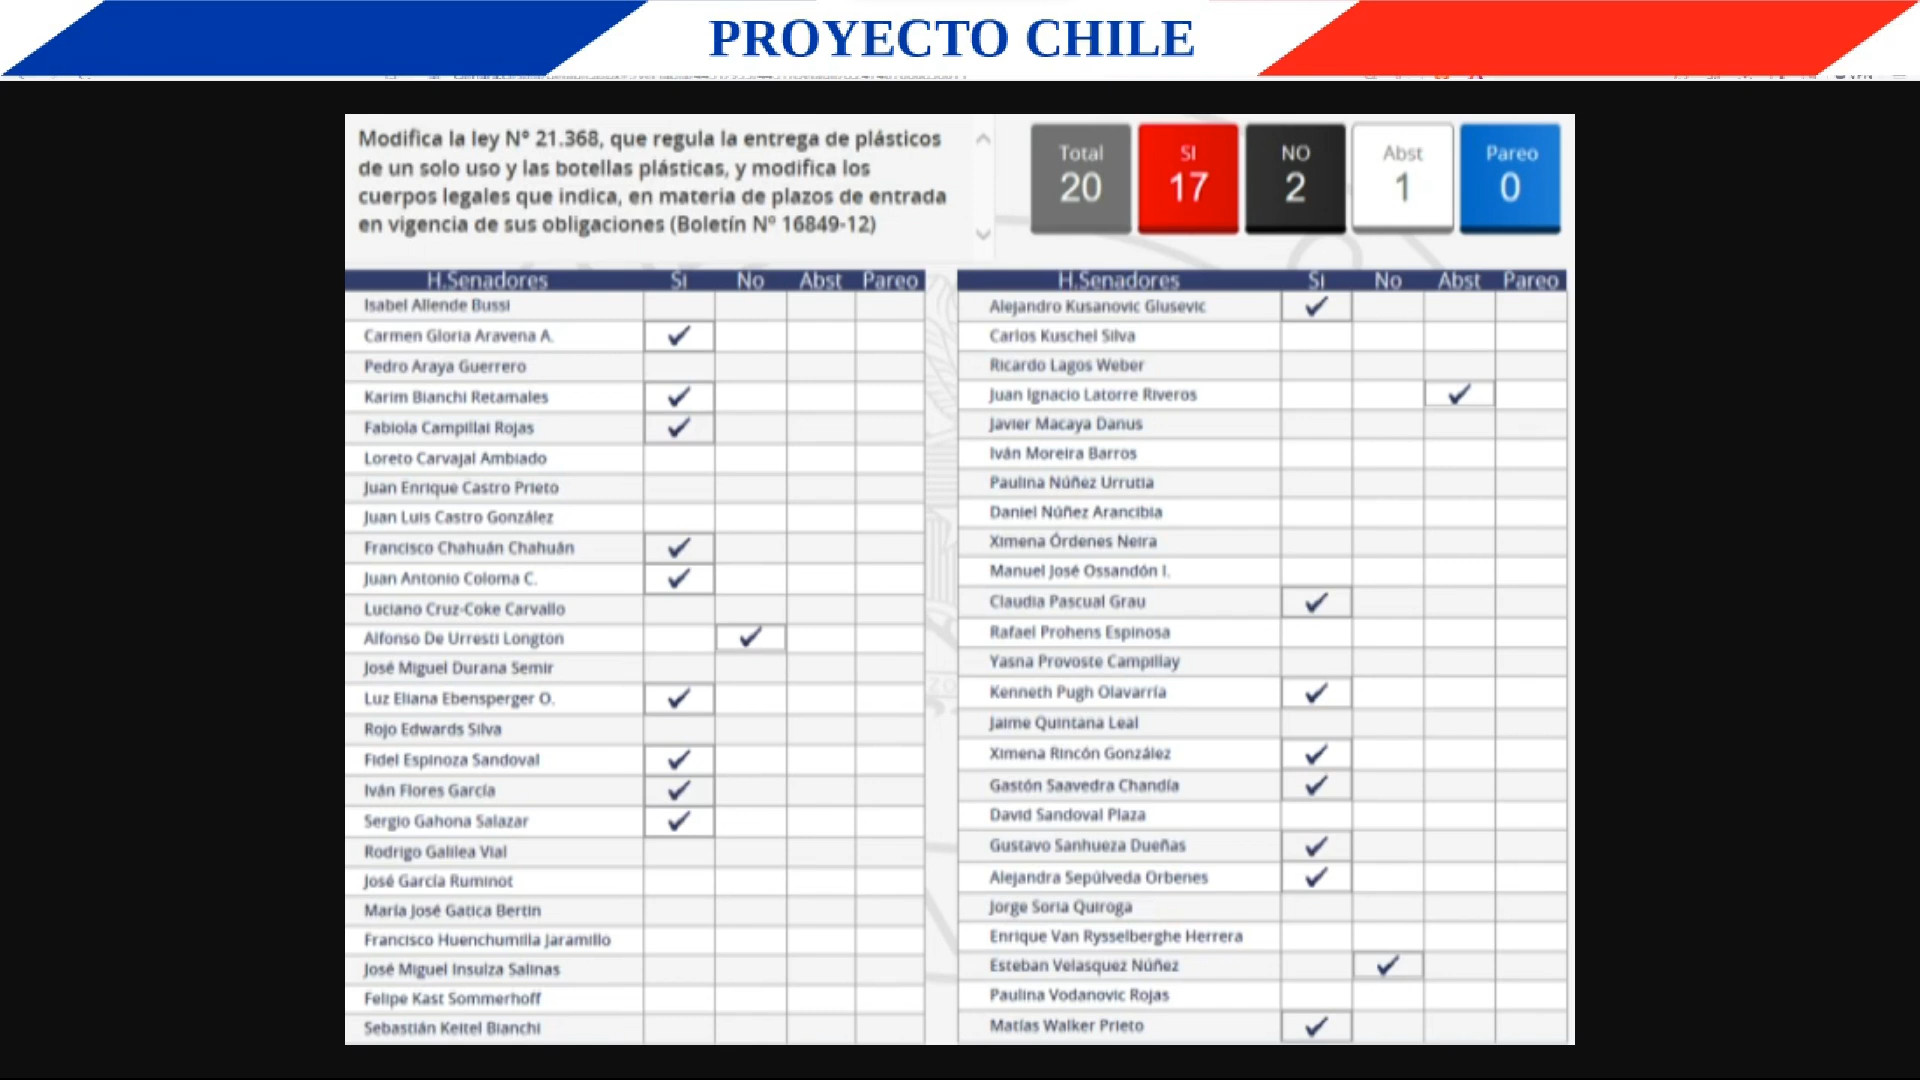 PROYECTO CHILE
Modifica la ley N° 21.368, que regula la entrega de plásticos
de un solo uso y las botellas plásticas, y modifica los
cuerpos legales que indica, en materia de plazos de entrada
en vigencia de sus obligaciones (Boletín N° 16849-12)
Total
20
SI
17
NO
2
Abst
1
Pareo
0
H.Senadores Si No Abst Pareo
Isabel Allende Bussi
Carmen Gloria Aravena A. ✓
Pedro Araya Guerrero
Karim Bianchi Retamales ✓
Fabiola Campillai Rojas ✓
Loreto Carvajal Ambiado
Juan Enrique Castro Prieto
Juan Luis Castro González
Francisco Chahuán Chahuán ✓
Juan Antonio Coloma C. ✓
Luciano Cruz-Coke Carvallo
Alfonso De Urresti Longton ✓
José Miguel Durana Semir
Luz Eliana Ebensperger O. ✓
Rojo Edwards Silva
Fidel Espinoza Sandoval ✓
Iván Flores García ✓
Sergio Gahona Salazar ✓
Rodrigo Galilea Vial
José García Ruminot
María José Gatica Bertin
Francisco Huenchumilla Jaramillo
José Miguel Insulza Salinas
Felipe Kast Sommerhoff
Sebastián Keitel Bianchi
H.Senadores Si No Abst Pareo
Alejandro Kusanovic Glusevic ✓
Carlos Kuschel Silva
Ricardo Lagos Weber
Juan Ignacio Latorre Riveros ✓
Javier Macaya Danus
Iván Moreira Barros
Paulina Núñez Urrutia
Daniel Núñez Arancibia
Ximena Órdenes Neira
Manuel José Ossandón I.
Claudia Pascual Grau ✓
Rafael Prohens Espinosa
Yasna Provoste Campillay
Kenneth Pugh Olavarría ✓
Jaime Quintana Leal
Ximena Rincón González ✓
Gastón Saavedra Chandía ✓
David Sandoval Plaza
Gustavo Sanhueza Dueñas ✓
Alejandra Sepúlveda Orbenes ✓
Jorge Soria Quiroga
Enrique Van Rysselberghe Herrera
Esteban Velasquez Núñez ✓
Paulina Vodanovic Rojas
Matías Walker Prieto ✓